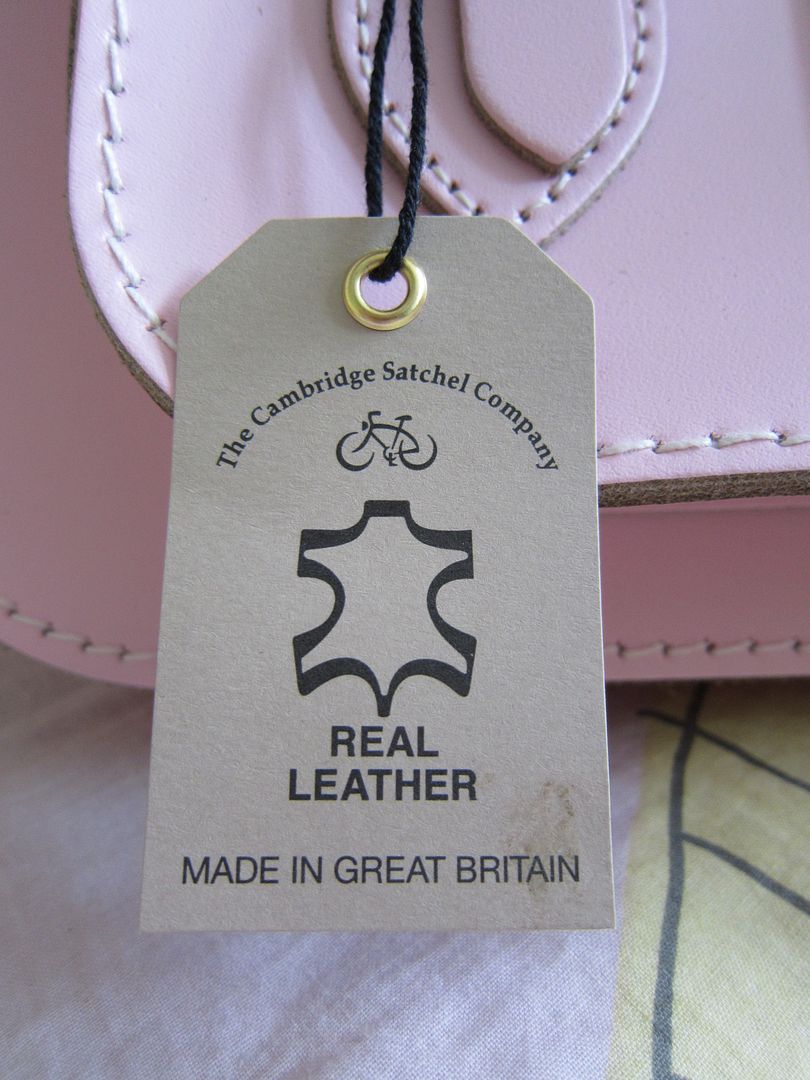 The Cambridge Satchel Company
REAL
LEATHER
MADE IN GREAT BRITAIN